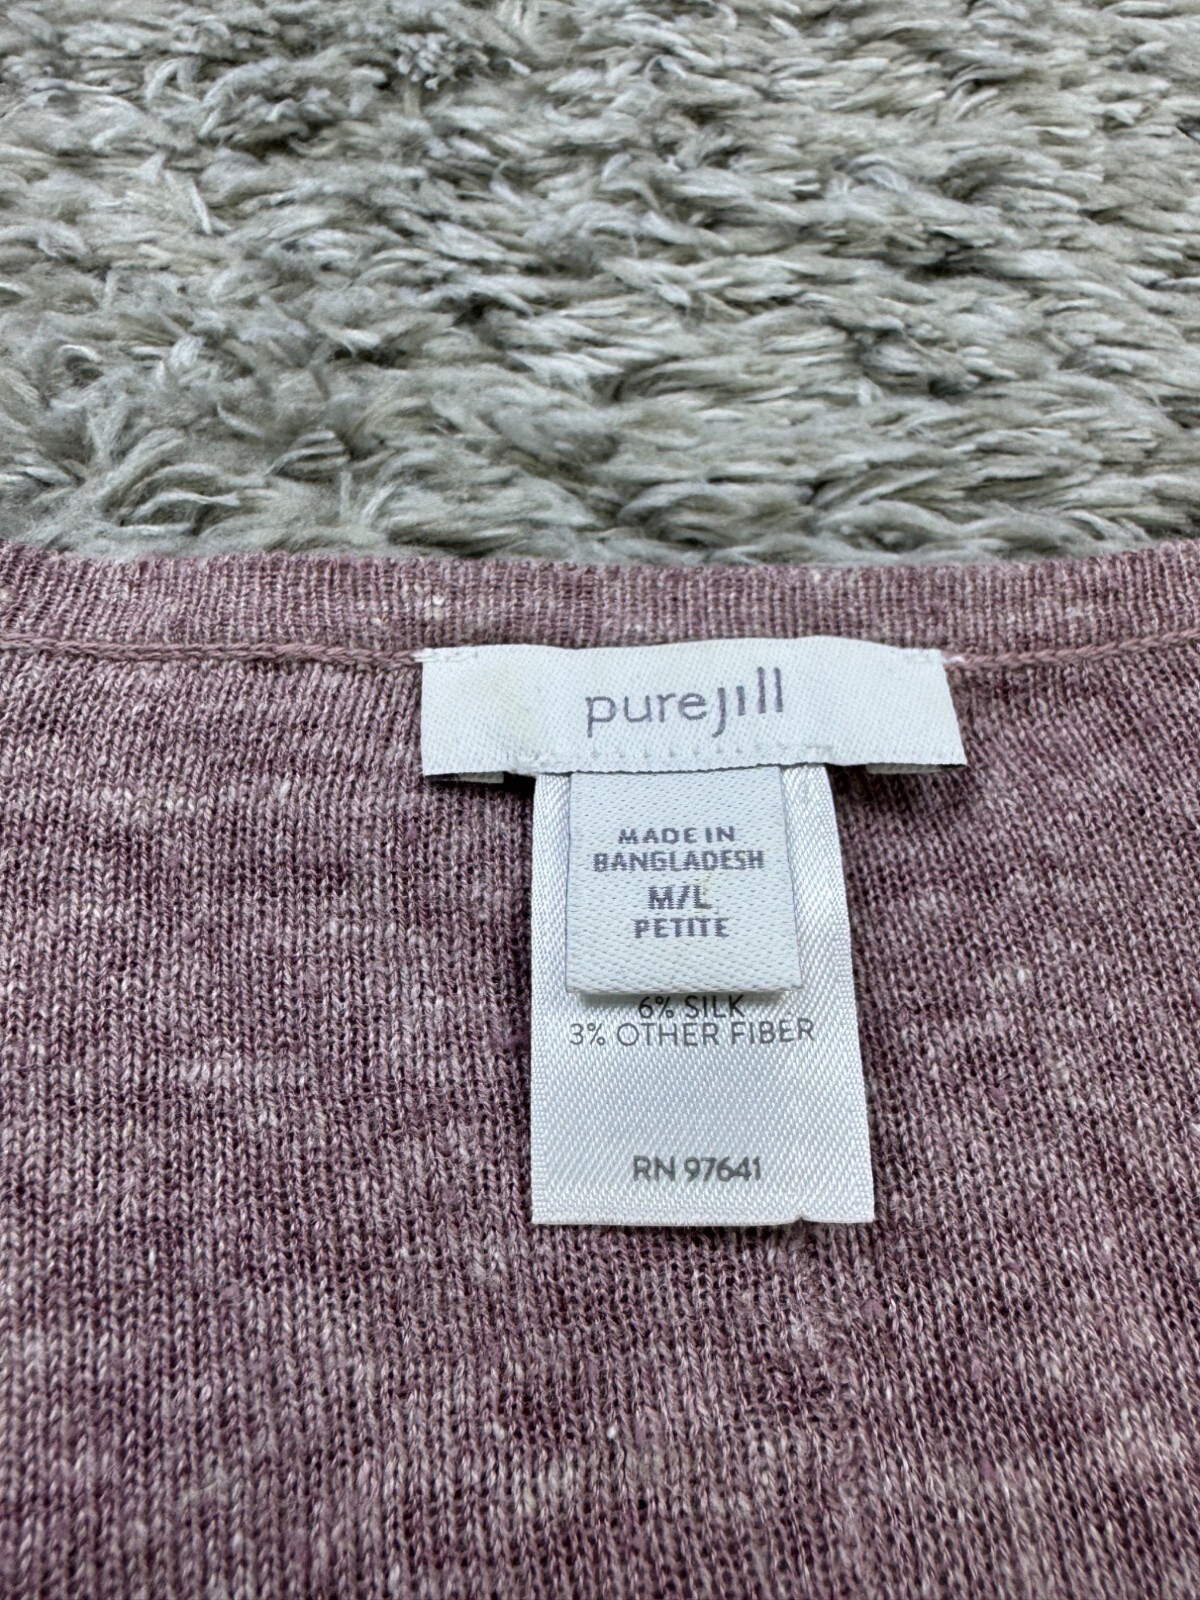 purejill
MADE IN
BANGLADESH
M/L
PETITE
6% SILK
3% OTHER FIBER
RN 97641